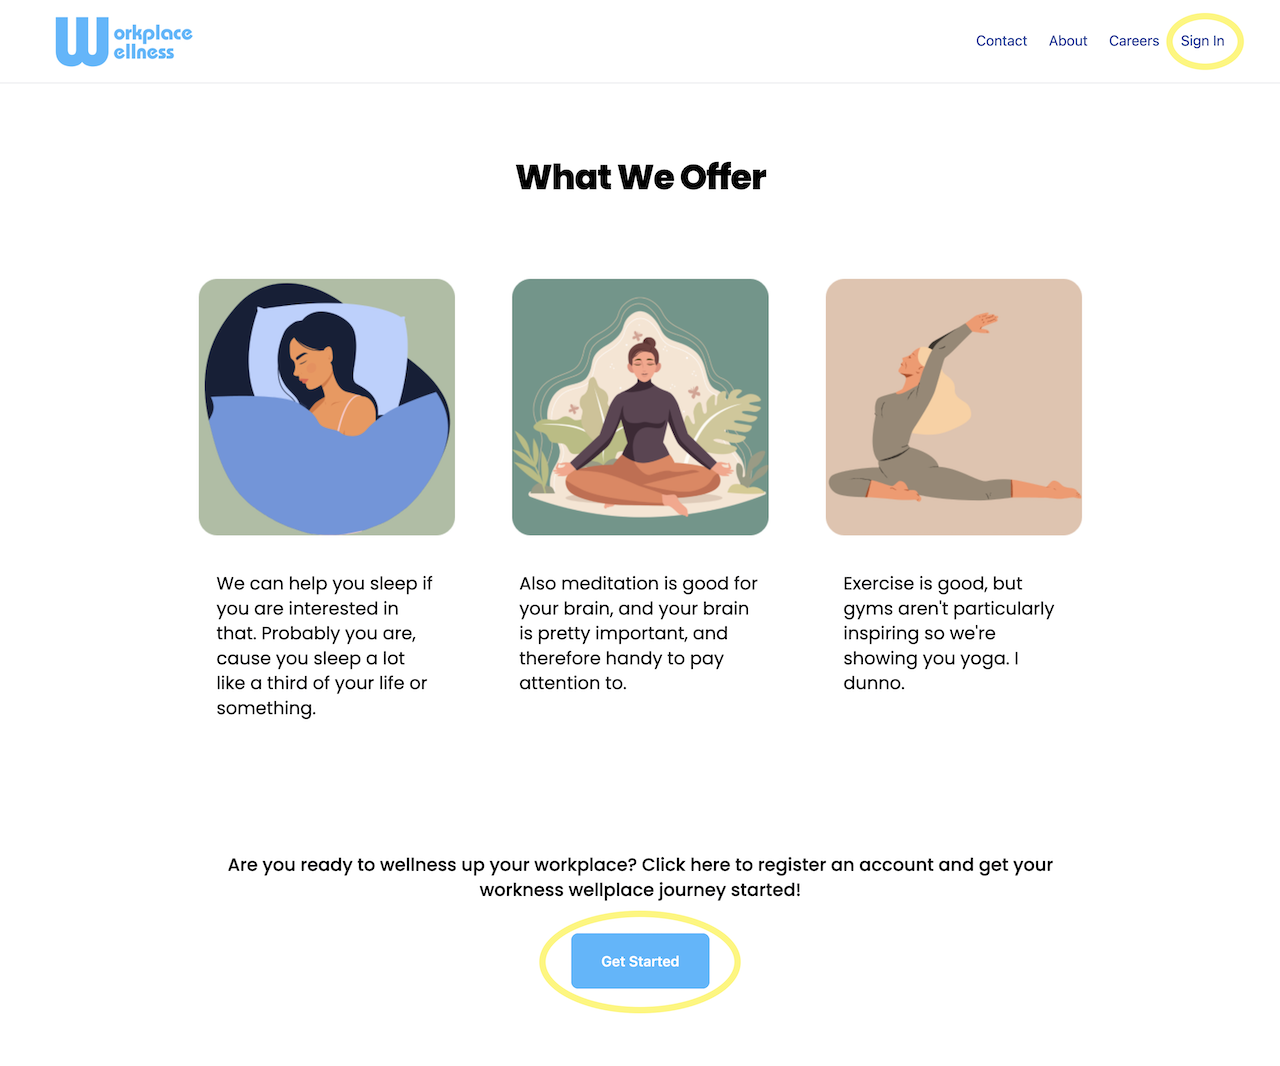 Workplace
Wellness
Contact About Careers Sign In
What We Offer
We can help you sleep if
you are interested in
that. Probably you are,
cause you sleep a lot
like a third of your life or
something.
Also meditation is good for
your brain, and your brain
is pretty important, and
therefore handy to pay
attention to.
Exercise is good, but
gyms aren't particularly
inspiring so we're
showing you yoga. I
dunno.
Are you ready to wellness up your workplace? Click here to register an account and get your
workness wellplace journey started!
Get Started